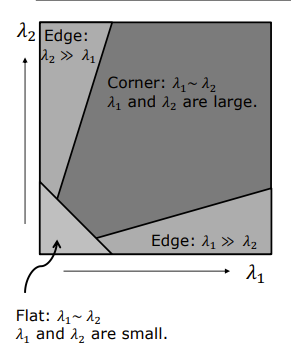 λ₂
Edge:
λ₂ ≫ λ₁
Corner: λ₁~ λ₂
λ₁ and λ₂ are large.
Edge: λ₁ ≫ λ₂
λ₁
Flat: λ₁~ λ₂
λ₁ and λ₂ are small.